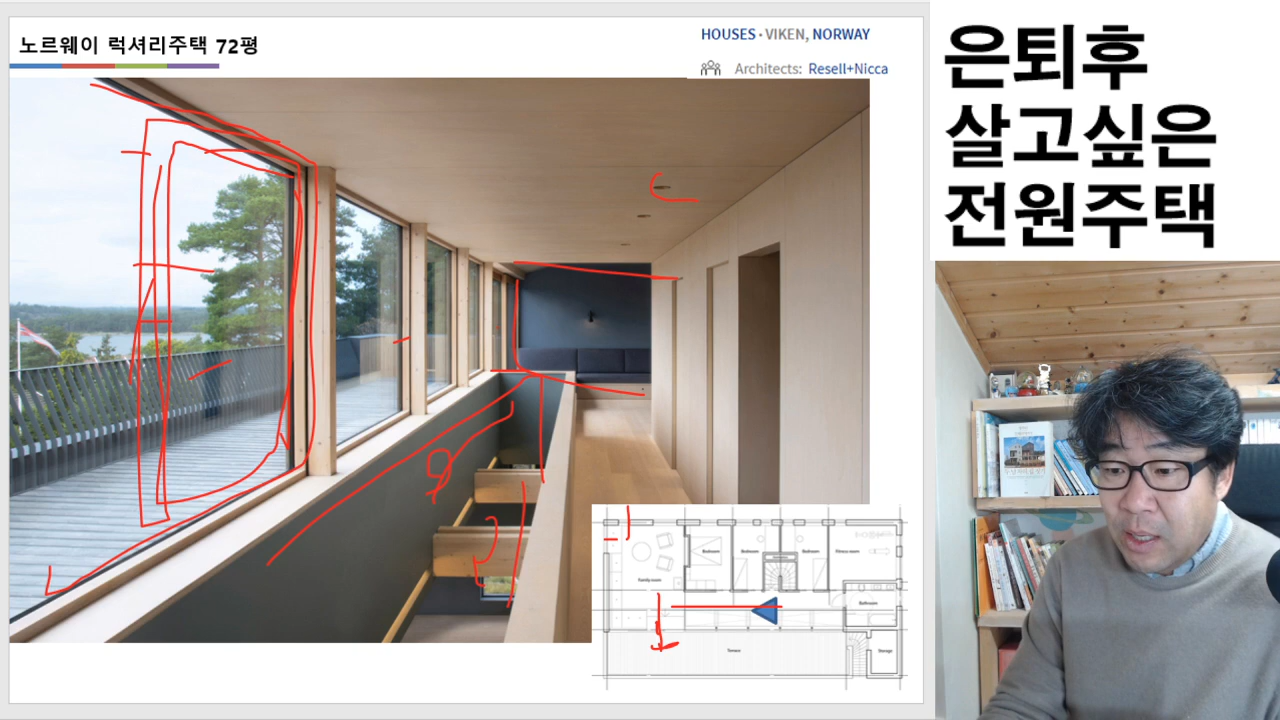 노르웨이 럭셔리주택 72평
HOUSES · VIKEN, NORWAY
Architects: Resell+Nicca
은퇴후
살고싶은
전원주택
Bedroom
Bedroom
Bedroom
Fitness room
Family room
Bathroom
Terrace
Storage